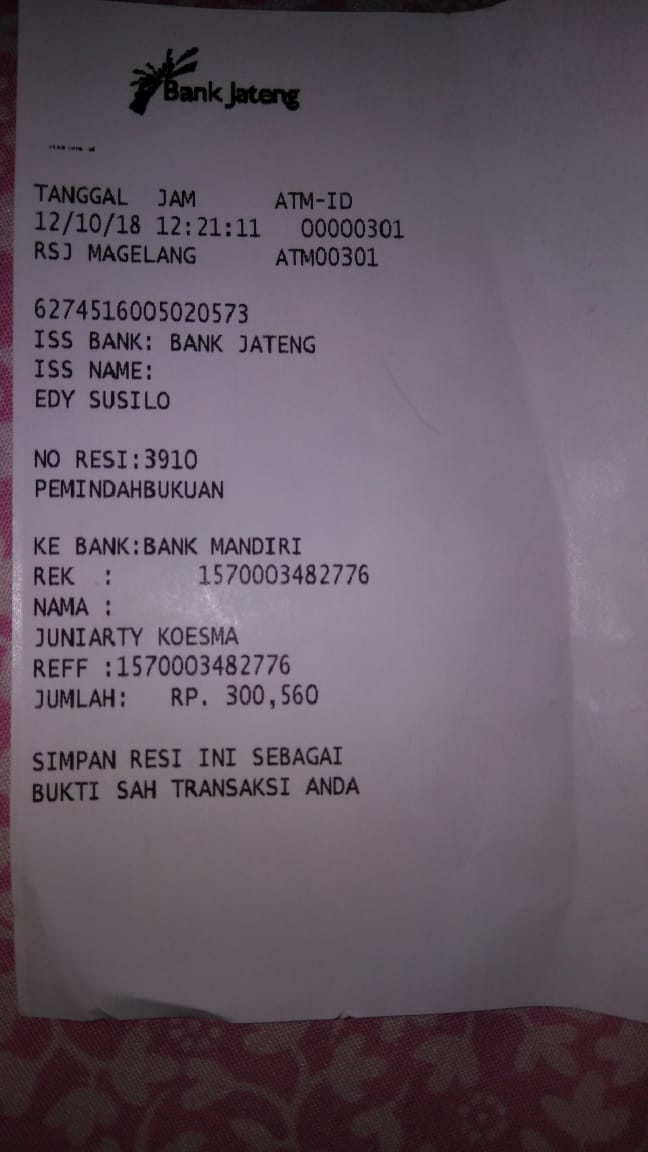 Bank Jateng
TANGGAL JAM ATM-ID
12/10/18 12:21:11 00000301
RSJ MAGELANG ATM00301
6274516005020573
ISS BANK: BANK JATENG
ISS NAME:
EDY SUSILO
NO RESI:3910
PEMINDAHBUKUAN
KE BANK:BANK MANDIRI
REK : 1570003482776
NAMA :
JUNIARTY KOESMA
REFF :1570003482776
JUMLAH: RP. 300,560
SIMPAN RESI INI SEBAGAI
BUKTI SAH TRANSAKSI ANDA